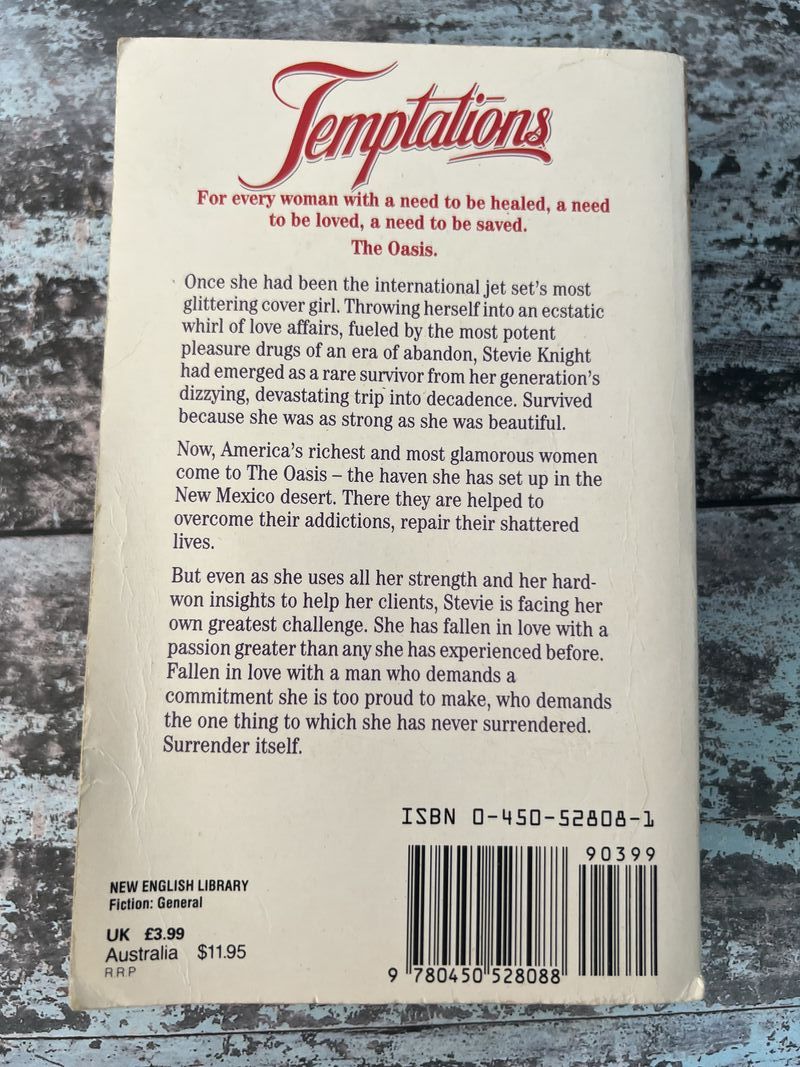 Temptations
For every woman with a need to be healed, a need
to be loved, a need to be saved.
The Oasis.
Once she had been the international jet set's most
glittering cover girl. Throwing herself into an ecstatic
whirl of love affairs, fueled by the most potent
pleasure drugs of an era of abandon, Stevie Knight
had emerged as a rare survivor from her generation's
dizzying, devastating trip into decadence. Survived
because she was as strong as she was beautiful.
Now, America's richest and most glamorous women
come to The Oasis – the haven she has set up in the
New Mexico desert. There they are helped to
overcome their addictions, repair their shattered
lives.
But even as she uses all her strength and her hard-
won insights to help her clients, Stevie is facing her
own greatest challenge. She has fallen in love with a
passion greater than any she has experienced before.
Fallen in love with a man who demands a
commitment she is too proud to make, who demands
the one thing to which she has never surrendered.
Surrender itself.
ISBN 0-450-52808-1
90399
NEW ENGLISH LIBRARY
Fiction: General
UK £3.99
Australia $11.95
R.R.P
9 780450 528088